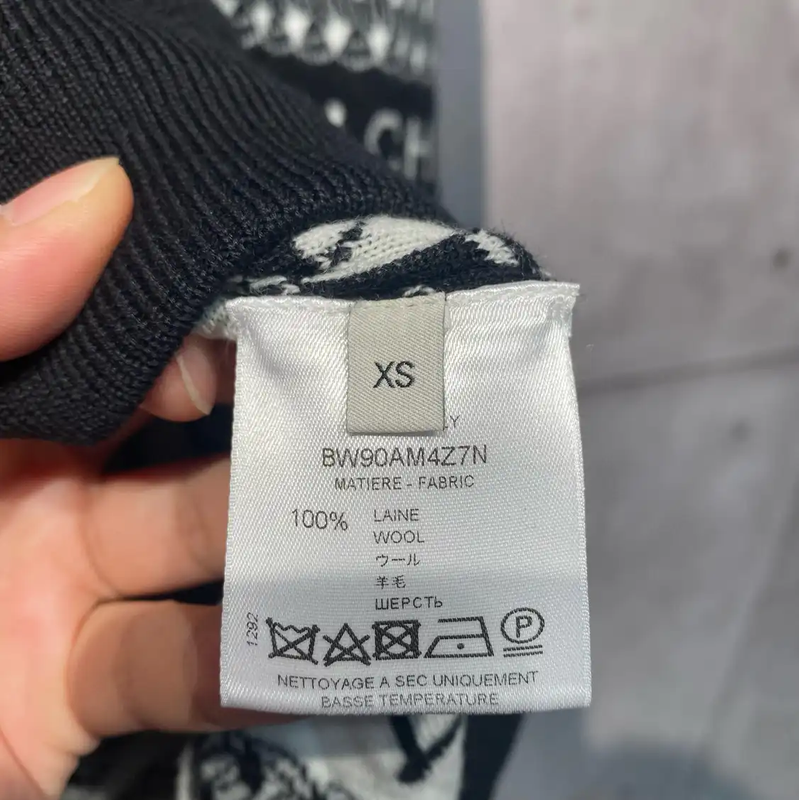 CH
XS
BW90AM4Z7N
MATIERE - FABRIC
100% LAINE
WOOL
ウール
羊毛
ШЕРСТЬ
1292
P
NETTOYAGE A SEC UNIQUEMENT
BASSE TEMPERATURE